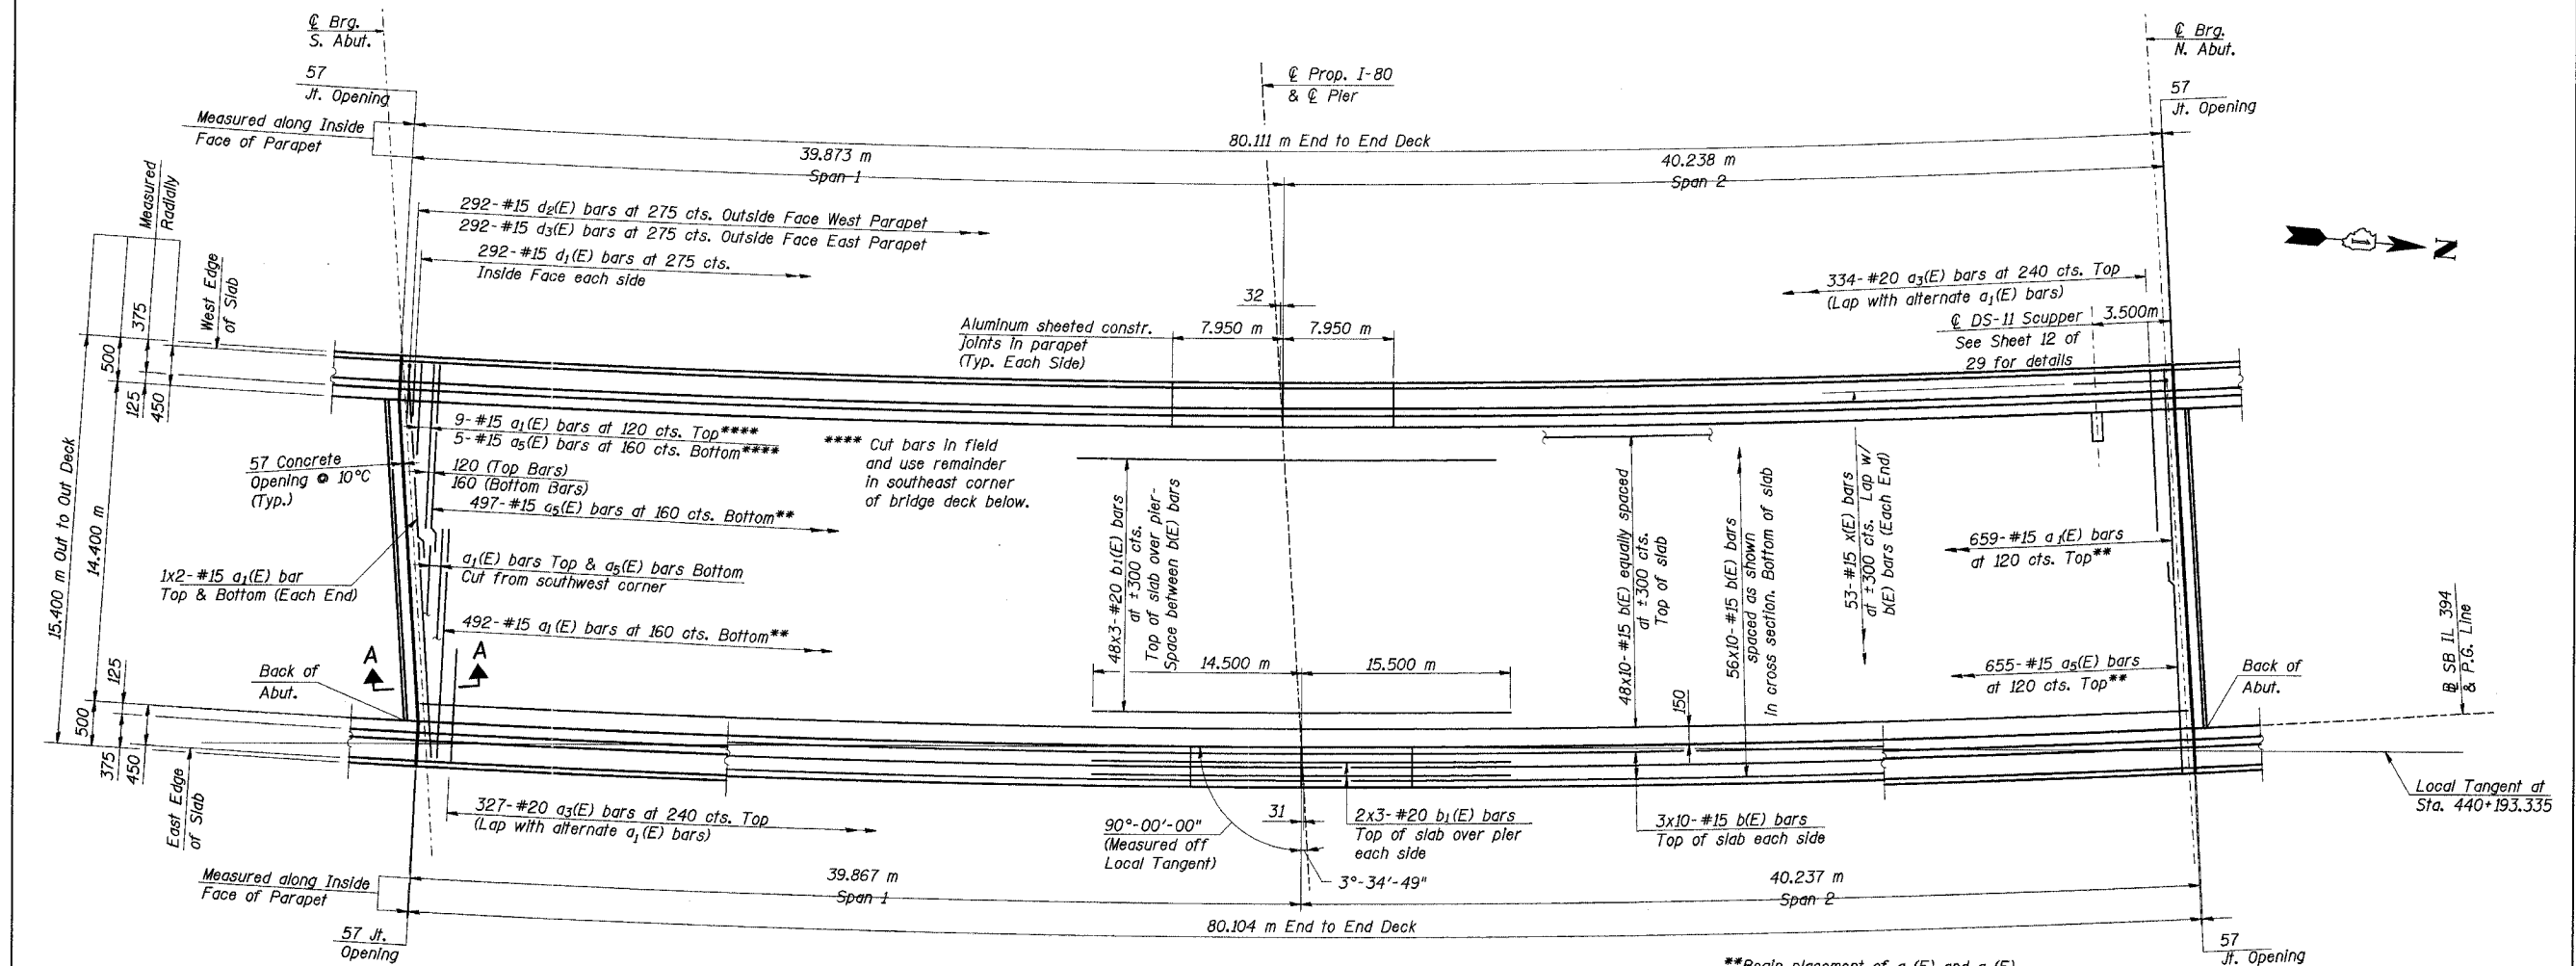 ℄ Brg.
S. Abut.
57
Jt. Opening
Measured along Inside
Face of Parapet
℄ Prop. I-80
& ℄ Pier
℄ Brg.
N. Abut.
57
Jt. Opening
80.111 m End to End Deck
39.873 m
Span 1
40.238 m
Span 2
Measured
Radially
292-#15 d2(E) bars at 275 cts. Outside Face West Parapet
292-#15 d3(E) bars at 275 cts. Outside Face East Parapet
292-#15 d1(E) bars at 275 cts.
Inside Face each side
N
334-#20 a3(E) bars at 240 cts. Top
(Lap with alternate a1(E) bars)
West Edge
of Slab
375
500
125
450
32
Aluminum sheeted constr.
joints in parapet
(Typ. Each Side)
7.950 m
7.950 m
℄ DS-11 Scupper
3.500m
See Sheet 12 of
29 for details
15.400 m Out to Out Deck
14.400 m
9-#15 a1(E) bars at 120 cts. Top****
5-#15 a5(E) bars at 160 cts. Bottom****
**** Cut bars in field
and use remainder
in southeast corner
of bridge deck below.
57 Concrete
Opening @ 10°C
(Typ.)
120 (Top Bars)
160 (Bottom Bars)
497-#15 a5(E) bars at 160 cts. Bottom**
a1(E) bars Top & a5(E) bars Bottom
Cut from southwest corner
1x2-#15 a1(E) bar
Top & Bottom (Each End)
492-#15 a1(E) bars at 160 cts. Bottom**
48x3-#20 b1(E) bars
at ±300 cts.
Top of slab over pier-
Space between b(E) bars
48x10-#15 b(E) equally spaced
at ±300 cts.
Top of slab
56x10-#15 b(E) bars
spaced as shown
in cross section. Bottom of slab
53-#15 x(E) bars
at ±300 cts. Lap w/
b(E) bars (Each End)
659-#15 a1(E) bars
at 120 cts. Top**
655-#15 a5(E) bars
at 120 cts. Top**
Back of
Abut.
A
A
Back of
Abut.
14.500 m
15.500 m
150
℄ SB IL 394
& P.G. Line
125
500
375
450
East Edge
of Slab
Local Tangent at
Sta. 440+193.335
327-#20 a3(E) bars at 240 cts. Top
(Lap with alternate a1(E) bars)
90°-00'-00"
(Measured off
Local Tangent)
31
2x3-#20 b1(E) bars
Top of slab over pier
each side
3x10-#15 b(E) bars
Top of slab each side
3°-34'-49"
Measured along Inside
Face of Parapet
39.867 m
Span 1
40.237 m
Span 2
80.104 m End to End Deck
57 Jt.
Opening
57
Jt. Opening
**Begin placement of a (E) and a (E)